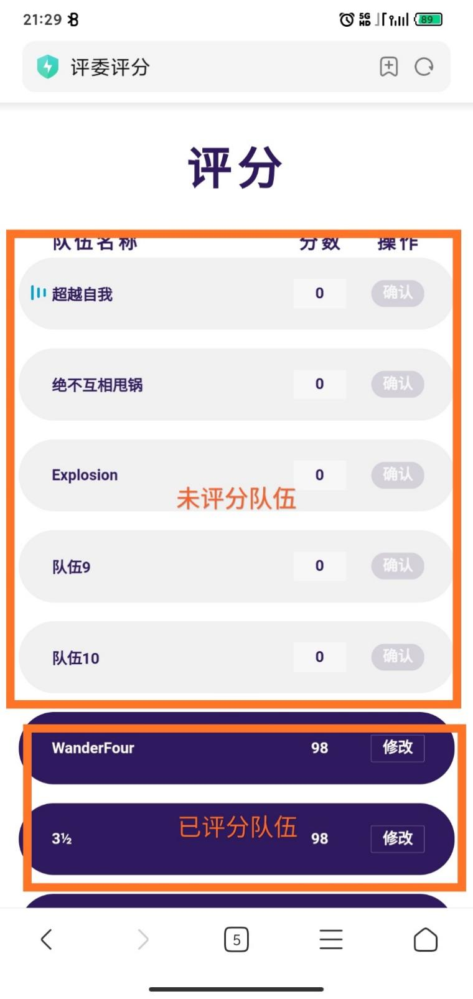 21:29
5G
HD
89
评委评分
评分
队伍名称 分数 操作
超越自我 0 确认
绝不互相甩锅 0 确认
Explosion 0 确认
未评分队伍
队伍9 0 确认
队伍10 0 确认
WanderFour 98 修改
已评分队伍
3½ 98 修改
5